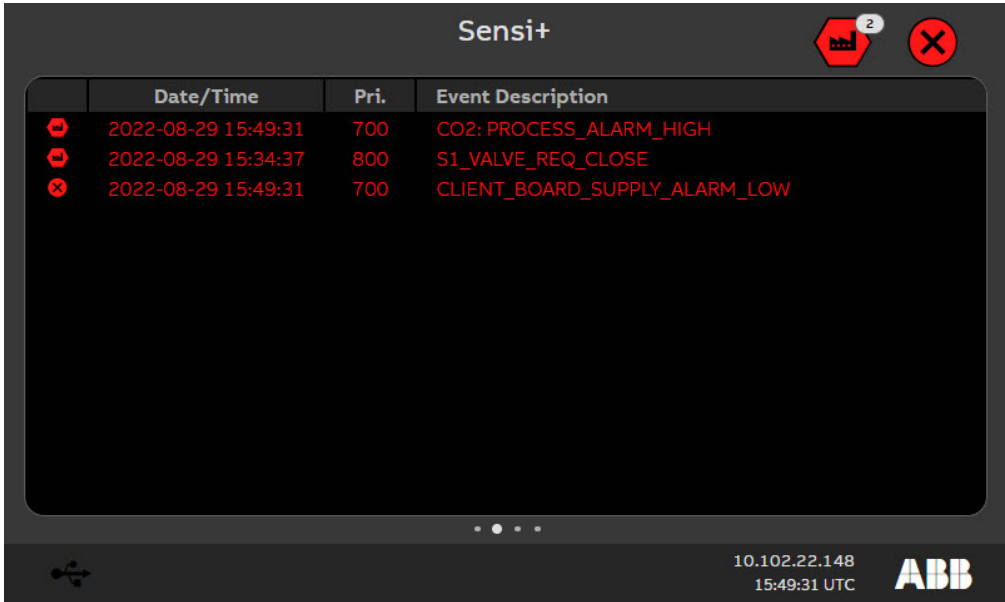 Sensi+
2
Date/Time Pri. Event Description
2022-08-29 15:49:31 700 CO2: PROCESS_ALARM_HIGH
2022-08-29 15:34:37 800 S1_VALVE_REQ_CLOSE
2022-08-29 15:49:31 700 CLIENT_BOARD_SUPPLY_ALARM_LOW
10.102.22.148
15:49:31 UTC
ABB